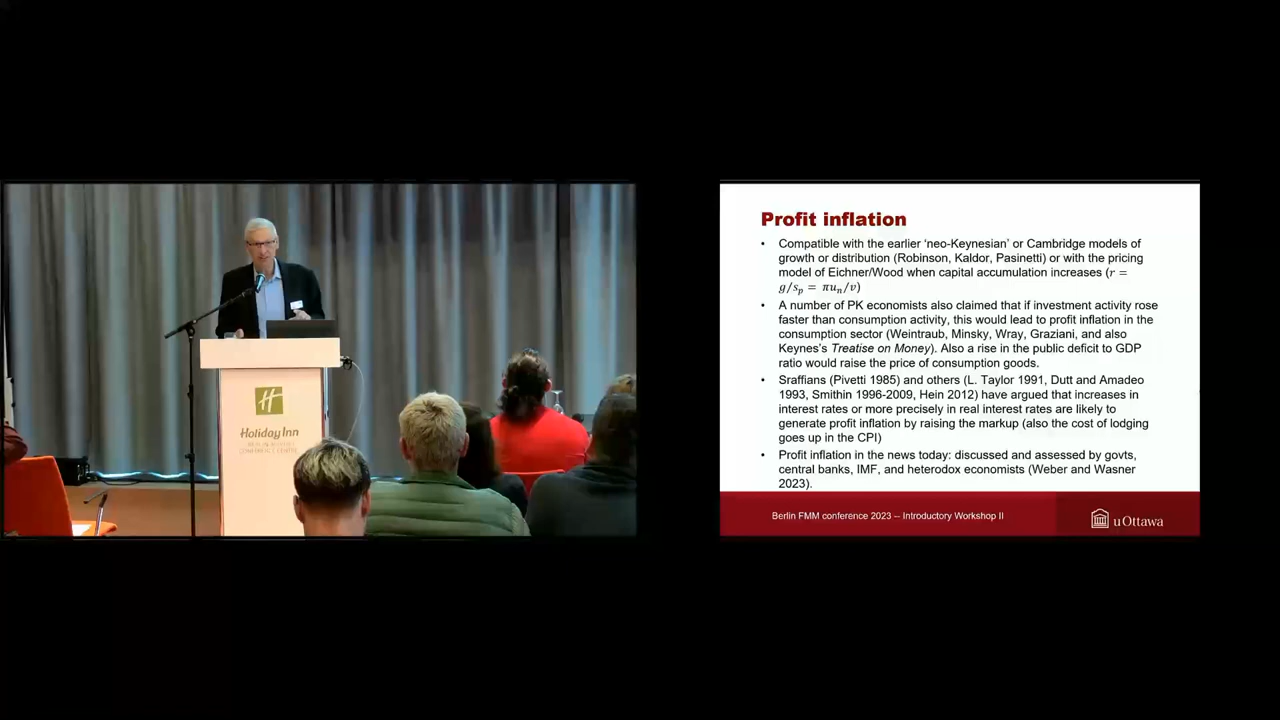 Holiday Inn
Profit inflation
• Compatible with the earlier ‘neo-Keynesian’ or Cambridge models of
growth or distribution (Robinson, Kaldor, Pasinetti) or with the pricing
model of Eichner/Wood when capital accumulation increases (r =
g/sₚ = πuₙ/v)
• A number of PK economists also claimed that if investment activity rose
faster than consumption activity, this would lead to profit inflation in the
consumption sector (Weintraub, Minsky, Wray, Graziani, and also
Keynes’s Treatise on Money). Also a rise in the public deficit to GDP
ratio would raise the price of consumption goods.
• Sraffians (Pivetti 1985) and others (L. Taylor 1991, Dutt and Amadeo
1993, Smithin 1996-2009, Hein 2012) have argued that increases in
interest rates or more precisely in real interest rates are likely to
generate profit inflation by raising the markup (also the cost of lodging
goes up in the CPI)
• Profit inflation in the news today: discussed and assessed by govts,
central banks, IMF, and heterodox economists (Weber and Wasner
2023).
Berlin FMM conference 2023 -- Introductory Workshop II
uOttawa